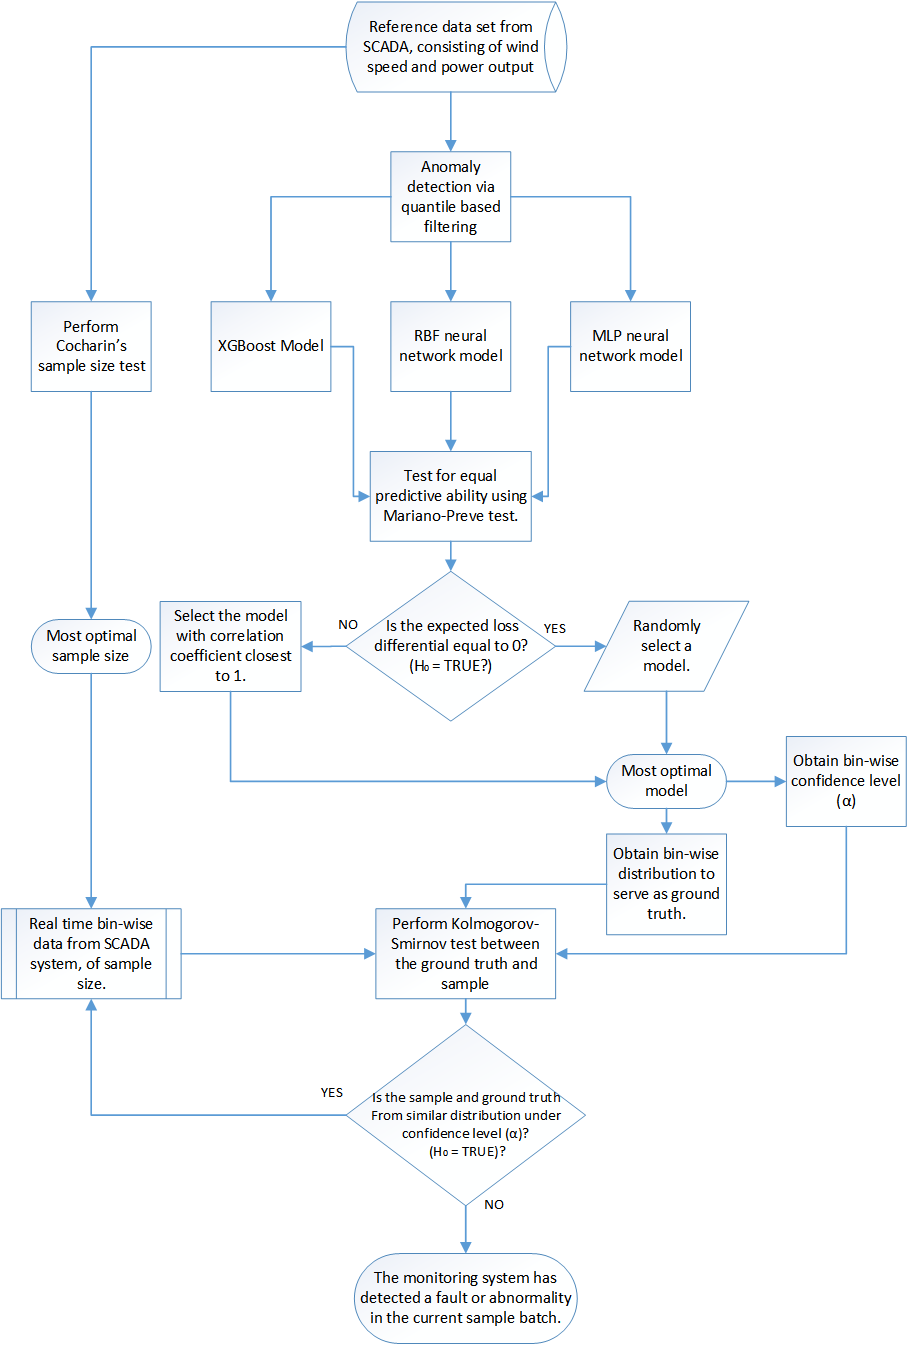 Reference data set from
SCADA, consisting of wind
speed and power output
Anomaly
detection via
quantile based
filtering
Perform
Cocharin’s
sample size test
XGBoost Model
RBF neural
network model
MLP neural
network model
Test for equal
predictive ability using
Mariano-Preve test.
Most optimal
sample size
Select the model
with correlation
coefficient closest
to 1.
NO
Is the expected loss
differential equal to 0?
(H₀ = TRUE?)
YES
Randomly
select a
model.
Most optimal
model
Obtain bin-wise
confidence level
(α)
Obtain bin-wise
distribution to
serve as ground
truth.
Real time bin-wise
data from SCADA
system, of sample
size.
Perform Kolmogorov-
Smirnov test between
the ground truth and
sample
YES
Is the sample and ground truth
From similar distribution under
confidence level (α)?
(H₀ = TRUE)?
NO
The monitoring system has
detected a fault or abnormality
in the current sample batch.